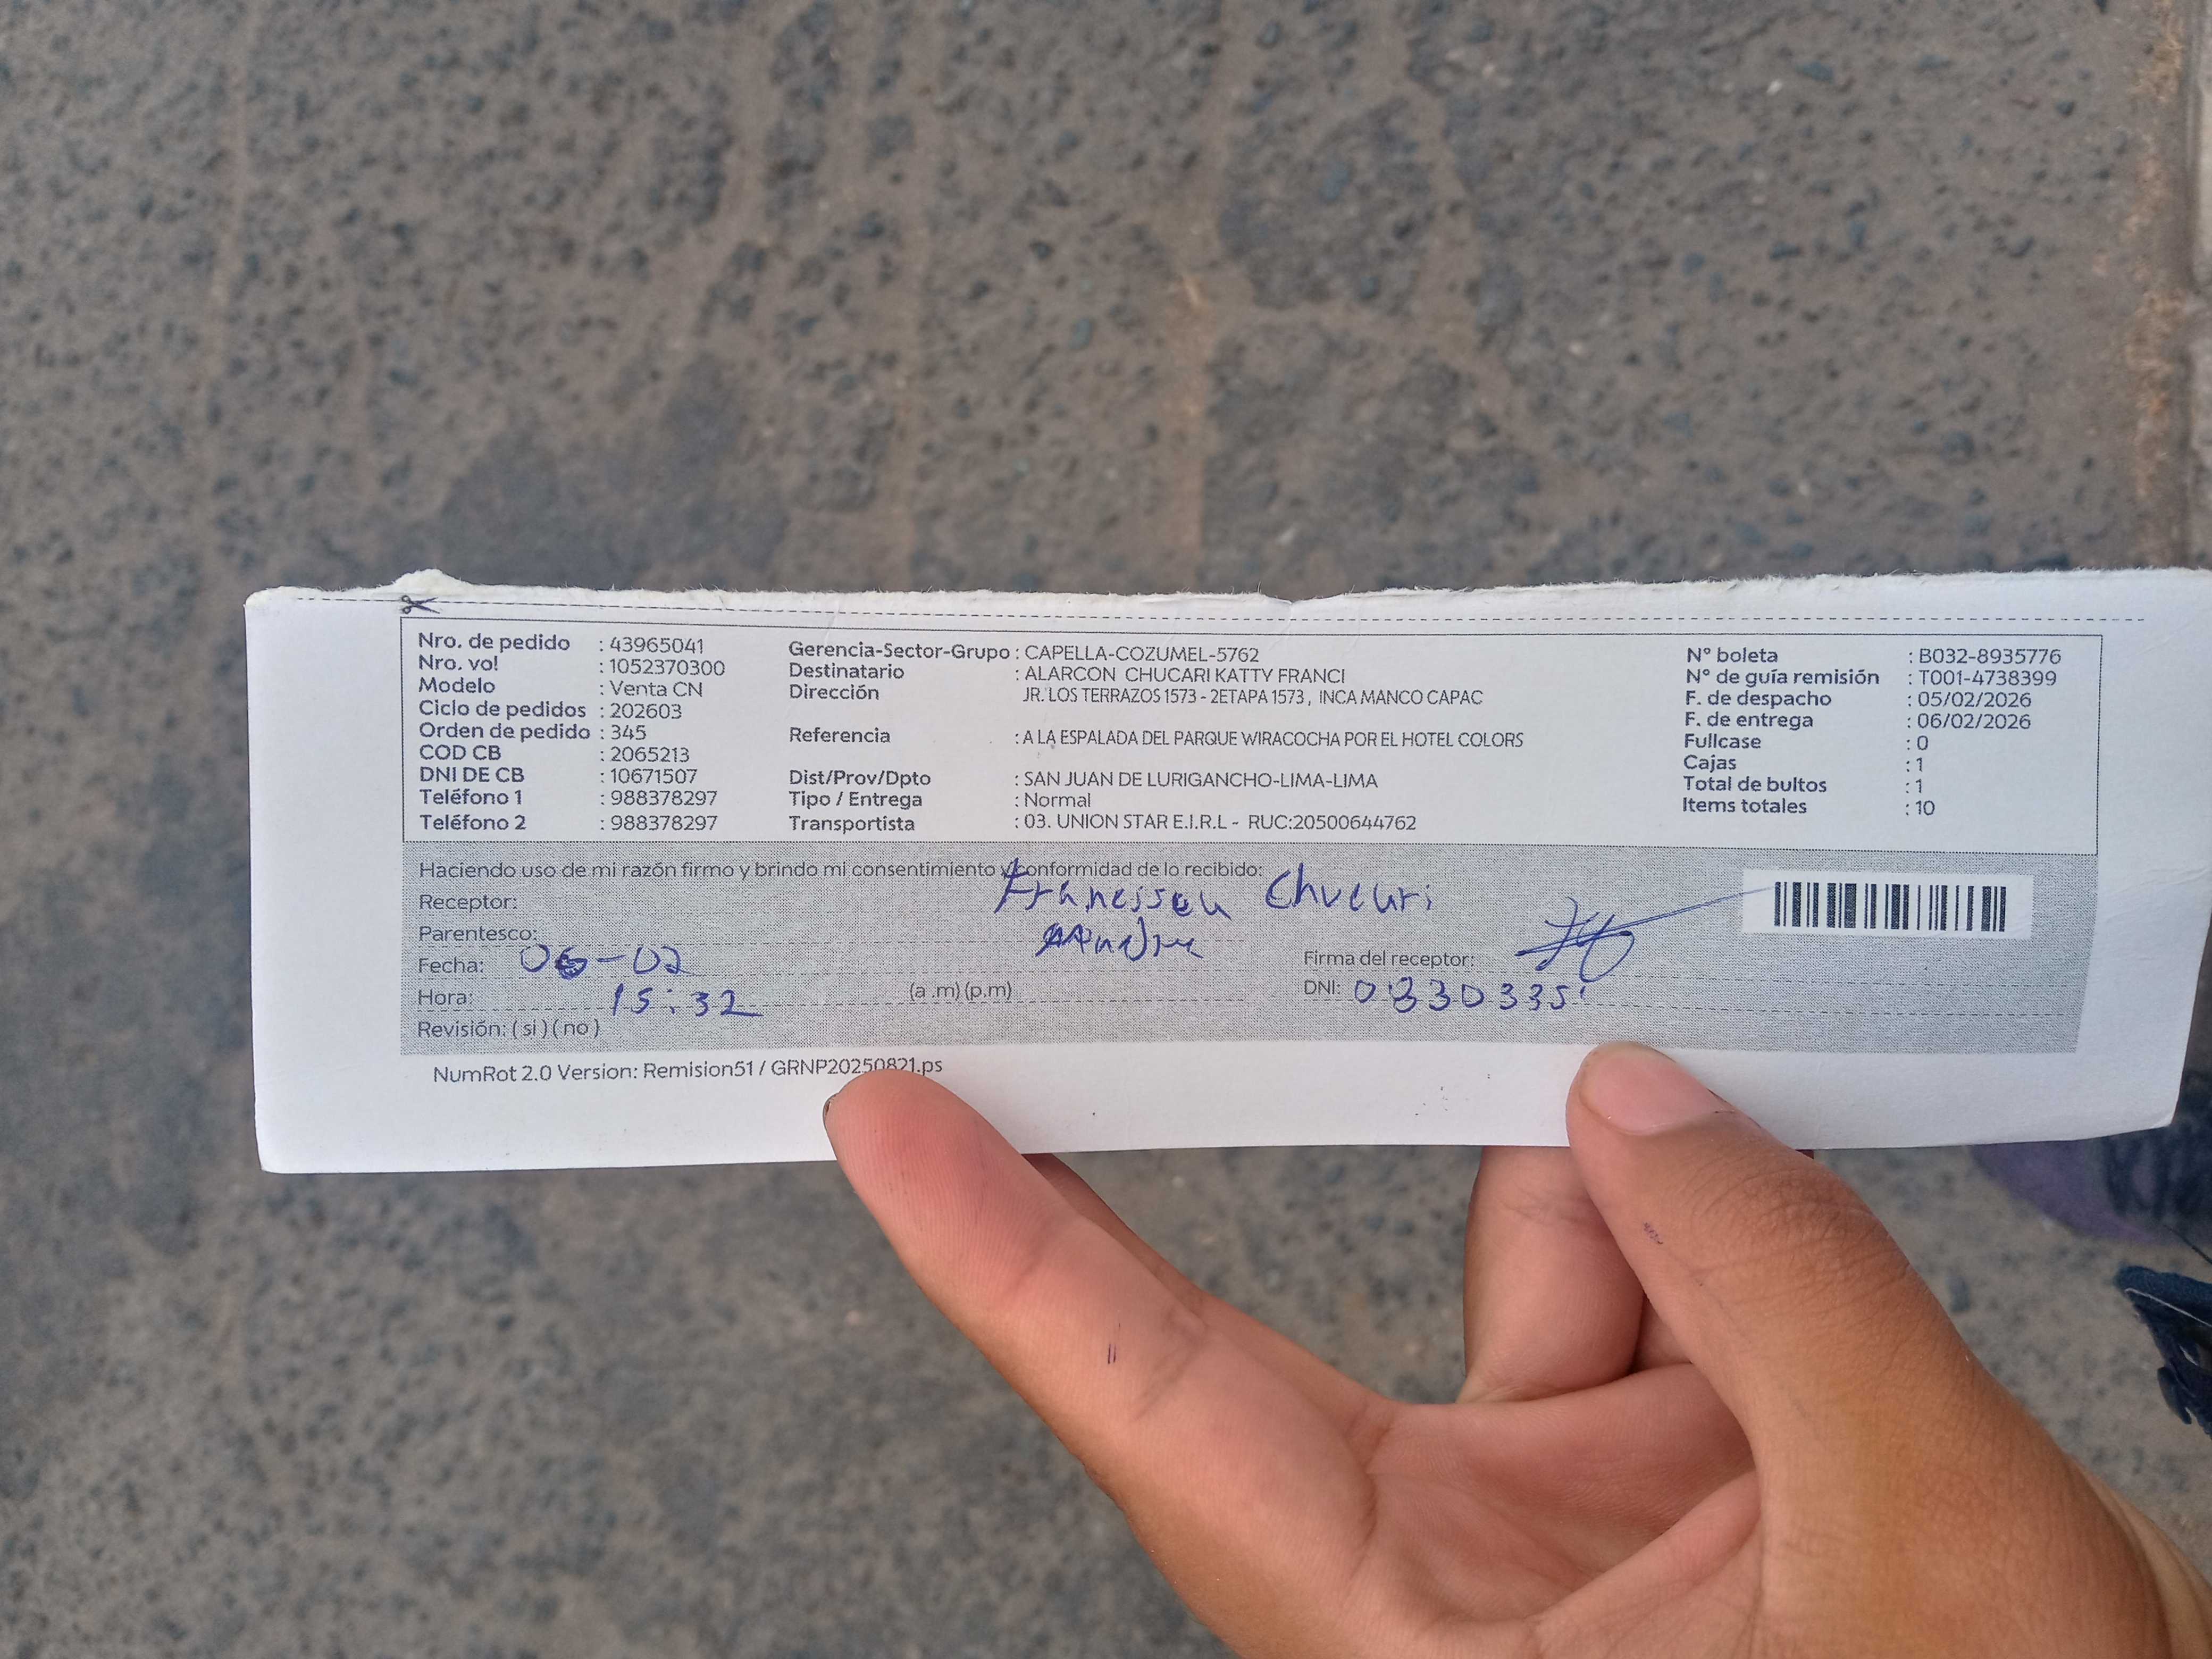 Nro. de pedido : 43965041
Nro. vol : 1052370300
Modelo : Venta CN
Ciclo de pedidos : 202603
Orden de pedido : 345
COD CB : 2065213
DNI DE CB : 10671507
Teléfono 1 : 988378297
Teléfono 2 : 988378297
Gerencia-Sector-Grupo : CAPELLA-COZUMEL-5762
Destinatario : ALARCON CHUCARI KATTY FRANCI
Dirección JR. LOS TERRAZOS 1573 - 2ETAPA 1573 , INCA MANCO CAPAC
Referencia : A LA ESPALADA DEL PARQUE WIRACOCHA POR EL HOTEL COLORS
Dist/Prov/Dpto : SAN JUAN DE LURIGANCHO-LIMA-LIMA
Tipo / Entrega : Normal
Transportista : 03. UNION STAR E.I.R.L - RUC:20500644762
N° boleta : B032-8935776
N° de guía remisión : T001-4738399
F. de despacho : 05/02/2026
F. de entrega : 06/02/2026
Fullcase : 0
Cajas : 1
Total de bultos : 1
Items totales : 10
Haciendo uso de mi razón firmo y brindo mi consentimiento y conformidad de lo recibido:
Receptor:
Parentesco:
Fecha: 06-02
Hora: 15:32 (a .m) (p.m)
Revisión: ( si ) ( no )
Firma del receptor:
DNI:
NumRot 2.0 Version: Remision51 / GRNP20250821.ps